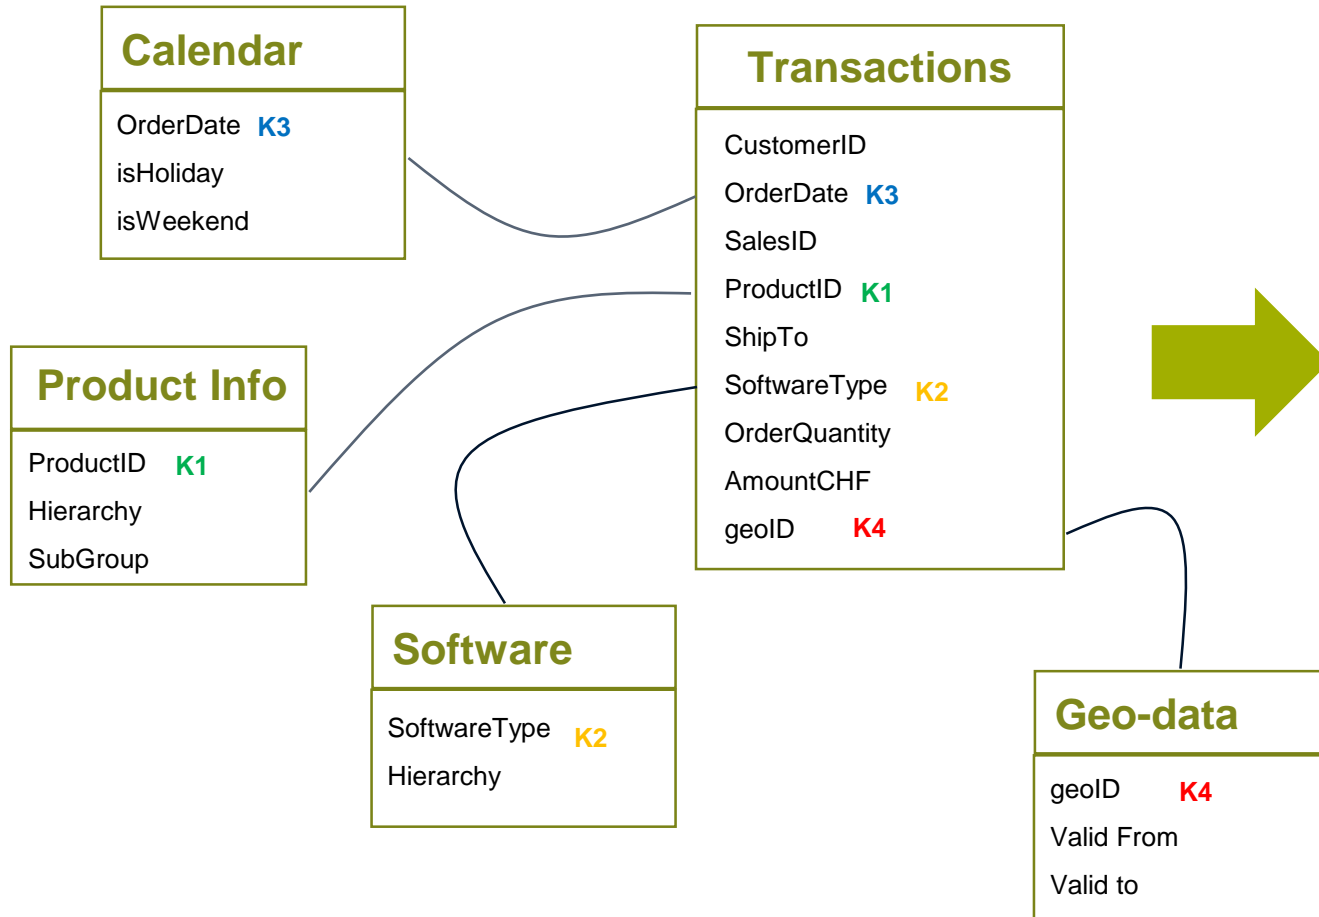 Calendar
OrderDate K3
isHoliday
isWeekend
Transactions
CustomerID
OrderDate K3
SalesID
ProductID K1
ShipTo
SoftwareType K2
OrderQuantity
AmountCHF
geoID K4
Product Info
ProductID K1
Hierarchy
SubGroup
Software
SoftwareType K2
Hierarchy
Geo-data
geoID K4
Valid From
Valid to